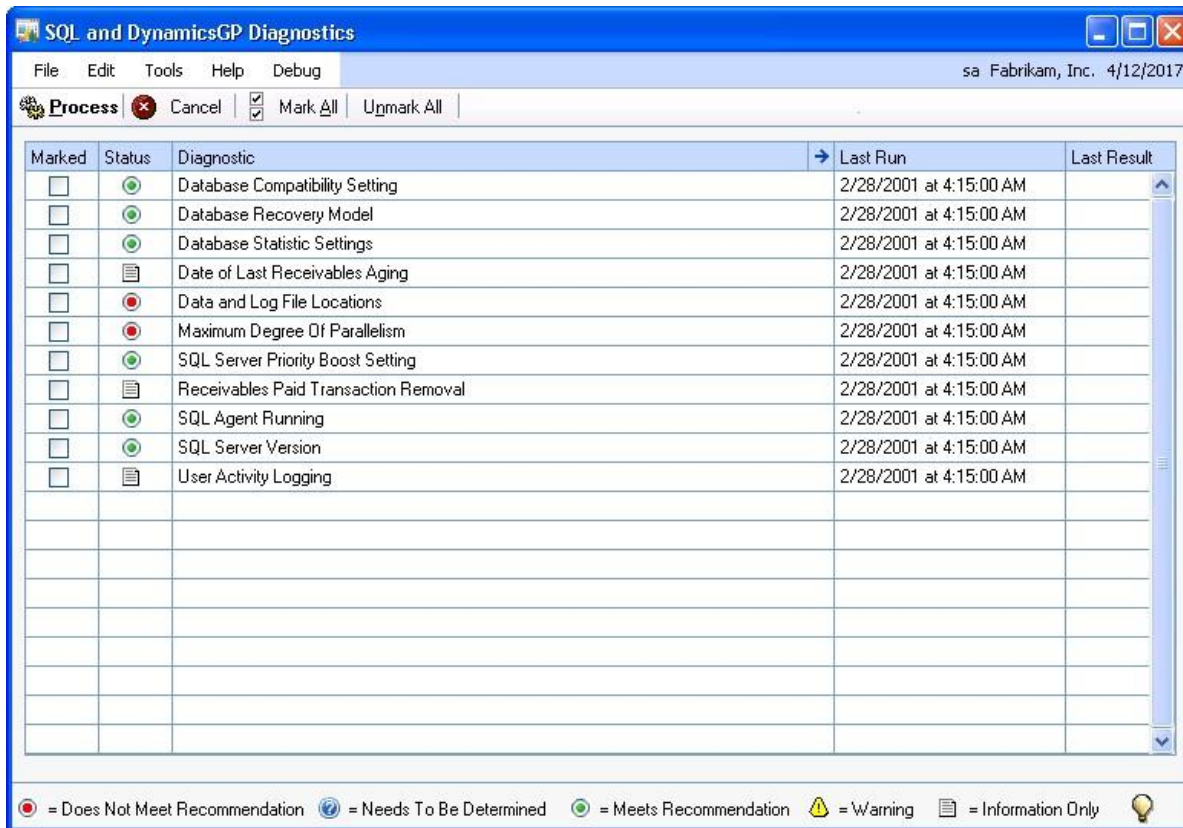 SQL and DynamicsGP Diagnostics
File Edit Tools Help Debug sa Fabrikam, Inc. 4/12/2017
Process Cancel Mark All Unmark All
Marked Status Diagnostic Last Run Last Result
Database Compatibility Setting 2/28/2001 at 4:15:00 AM
Database Recovery Model 2/28/2001 at 4:15:00 AM
Database Statistic Settings 2/28/2001 at 4:15:00 AM
Date of Last Receivables Aging 2/28/2001 at 4:15:00 AM
Data and Log File Locations 2/28/2001 at 4:15:00 AM
Maximum Degree Of Parallelism 2/28/2001 at 4:15:00 AM
SQL Server Priority Boost Setting 2/28/2001 at 4:15:00 AM
Receivables Paid Transaction Removal 2/28/2001 at 4:15:00 AM
SQL Agent Running 2/28/2001 at 4:15:00 AM
SQL Server Version 2/28/2001 at 4:15:00 AM
User Activity Logging 2/28/2001 at 4:15:00 AM
= Does Not Meet Recommendation = Needs To Be Determined = Meets Recommendation = Warning = Information Only